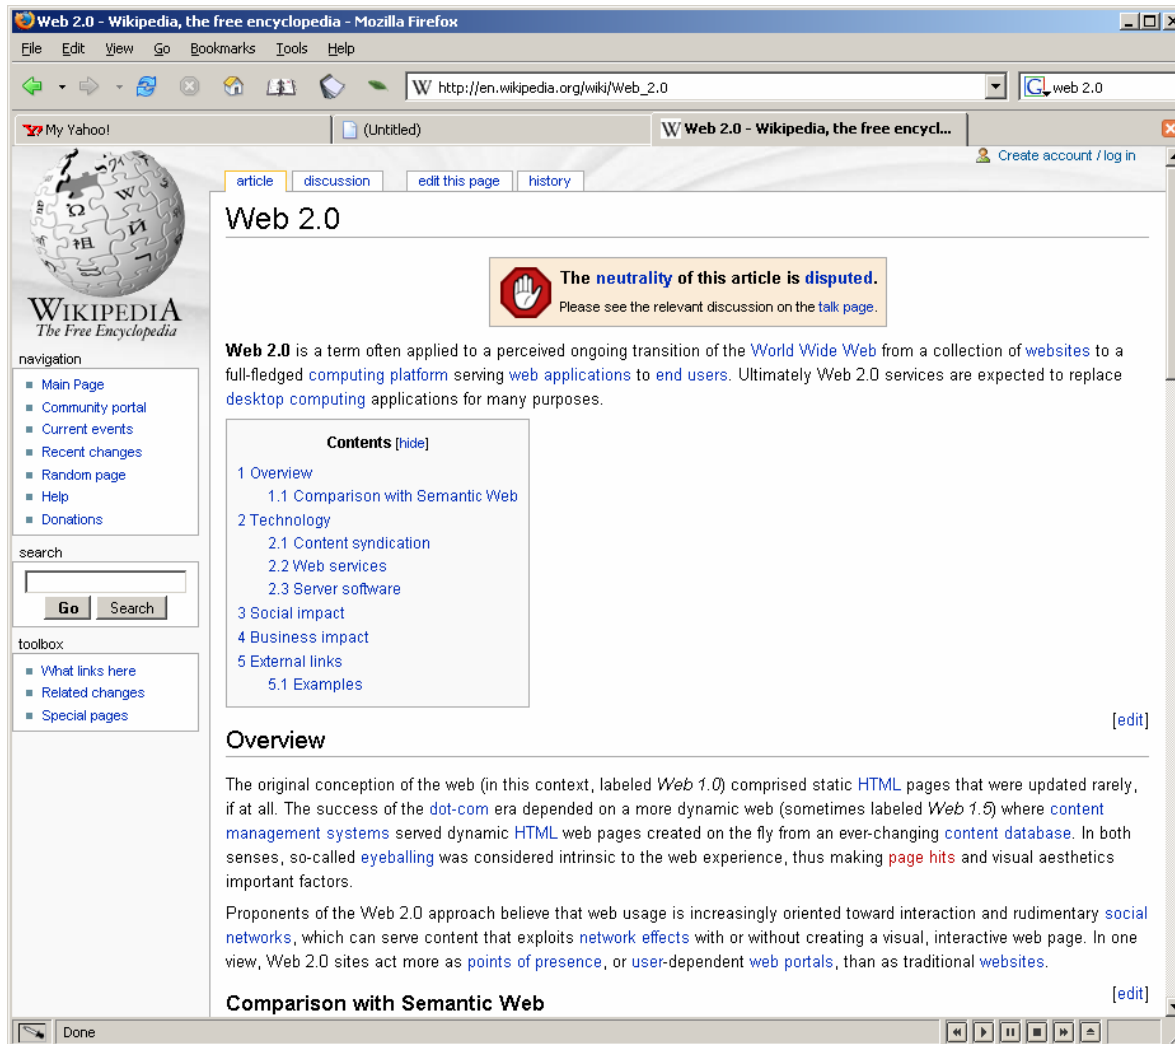 Web 2.0 - Wikipedia, the free encyclopedia - Mozilla Firefox
File Edit View Go Bookmarks Tools Help
W http://en.wikipedia.org/wiki/Web_2.0 G web 2.0
My Yahoo! (Untitled) W Web 2.0 - Wikipedia, the free encycl...
Create account / log in
article discussion edit this page history
Web 2.0
The neutrality of this article is disputed.
Please see the relevant discussion on the talk page.
WIKIPEDIA
The Free Encyclopedia
navigation
Main Page
Community portal
Current events
Recent changes
Random page
Help
Donations
search
Go Search
toolbox
What links here
Related changes
Special pages
Web 2.0 is a term often applied to a perceived ongoing transition of the World Wide Web from a collection of websites to a
full-fledged computing platform serving web applications to end users. Ultimately Web 2.0 services are expected to replace
desktop computing applications for many purposes.
Contents [hide]
1 Overview
1.1 Comparison with Semantic Web
2 Technology
2.1 Content syndication
2.2 Web services
2.3 Server software
3 Social impact
4 Business impact
5 External links
5.1 Examples
[edit]
Overview
The original conception of the web (in this context, labeled Web 1.0) comprised static HTML pages that were updated rarely,
if at all. The success of the dot-com era depended on a more dynamic web (sometimes labeled Web 1.5) where content
management systems served dynamic HTML web pages created on the fly from an ever-changing content database. In both
senses, so-called eyeballing was considered intrinsic to the web experience, thus making page hits and visual aesthetics
important factors.
Proponents of the Web 2.0 approach believe that web usage is increasingly oriented toward interaction and rudimentary social
networks, which can serve content that exploits network effects with or without creating a visual, interactive web page. In one
view, Web 2.0 sites act more as points of presence, or user-dependent web portals, than as traditional websites.
[edit]
Comparison with Semantic Web
Done